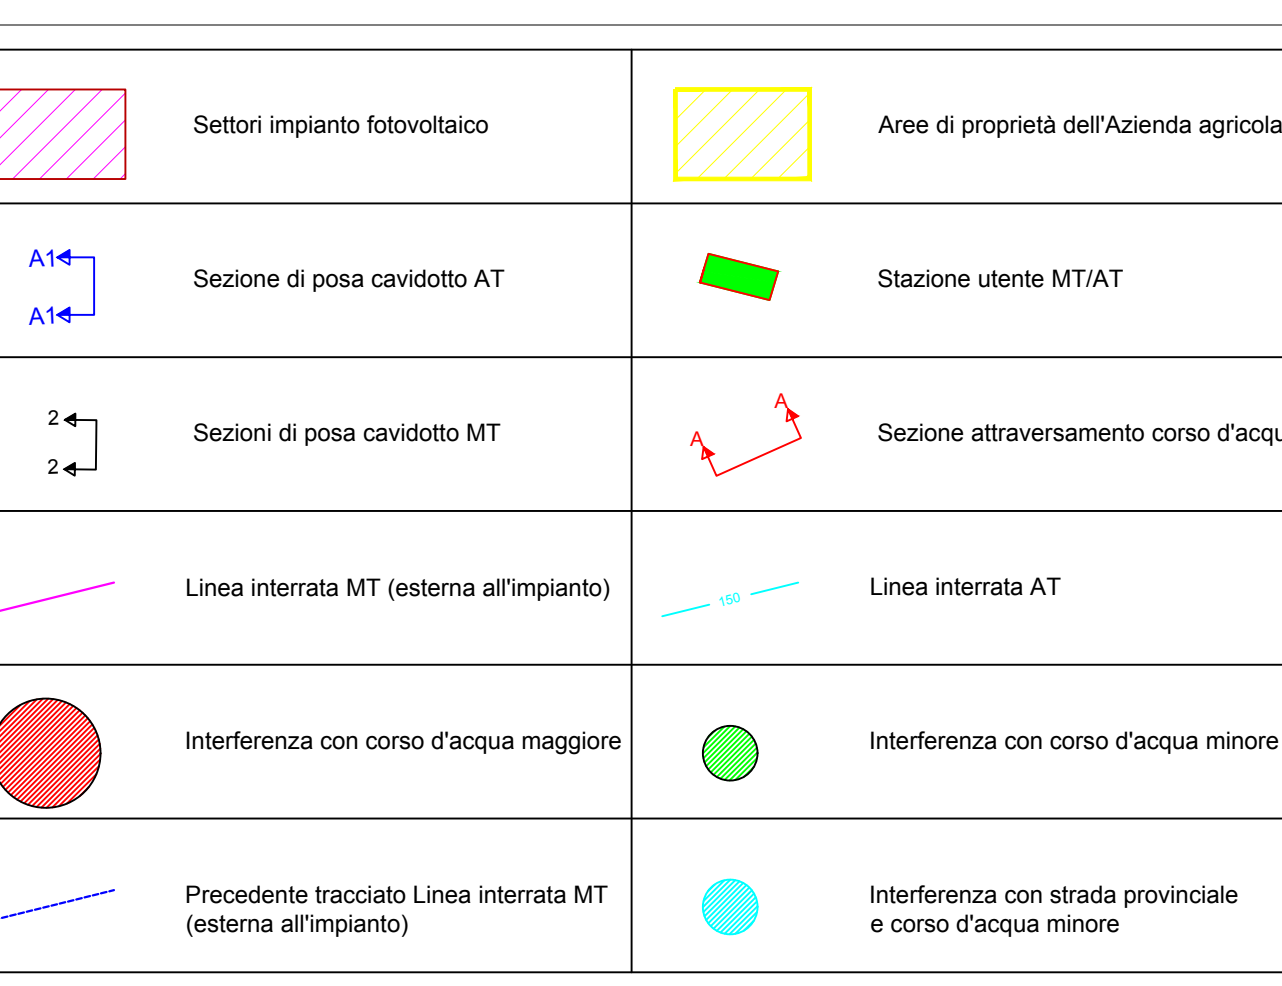 Settori impianto fotovoltaico
Aree di proprietà dell'Azienda agricola
A1
A1
Sezione di posa cavidotto AT
Stazione utente MT/AT
2
2
Sezioni di posa cavidotto MT
A
A
Sezione attraversamento corso d'acqu
Linea interrata MT (esterna all'impianto)
150
Linea interrata AT
Interferenza con corso d'acqua maggiore
Interferenza con corso d'acqua minore
Precedente tracciato Linea interrata MT
(esterna all'impianto)
Interferenza con strada provinciale
e corso d'acqua minore